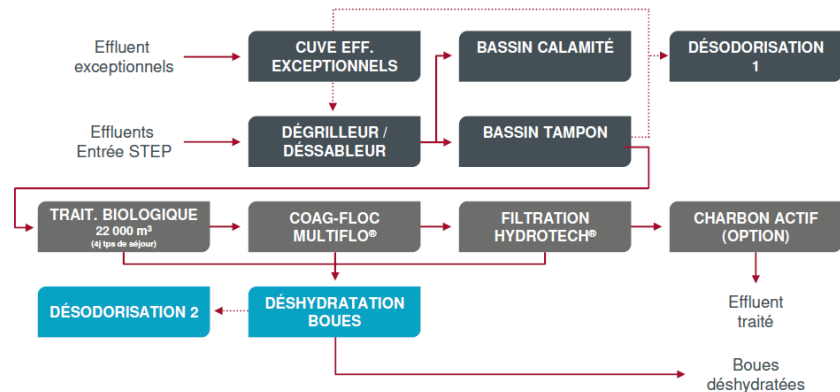 Effluent
exceptionnels
CUVE EFF.
EXCEPTIONNELS
BASSIN CALAMITÉ
DÉSODORISATION
1
Effluents
Entrée STEP
DÉGRILLEUR /
DÉSSABLEUR
BASSIN TAMPON
TRAIT. BIOLOGIQUE
22 000 m³
(4j tps de séjour)
COAG-FLOC
MULTIFLO®
FILTRATION
HYDROTECH®
CHARBON ACTIF
(OPTION)
DÉSODORISATION 2
DÉSHYDRATATION
BOUES
Effluent
traité
Boues
déshydratées